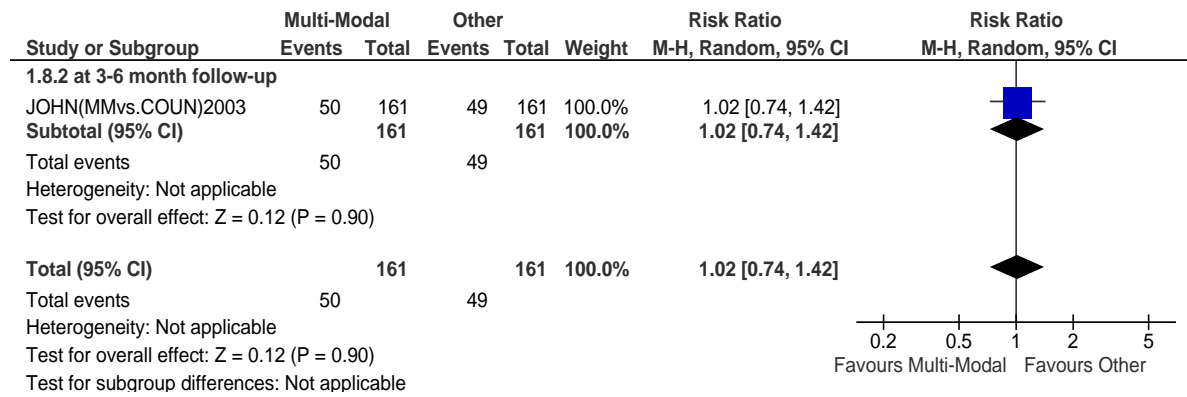 Multi-Modal Other Risk Ratio Risk Ratio
Study or Subgroup Events Total Events Total Weight M-H, Random, 95% CI M-H, Random, 95% CI
1.8.2 at 3-6 month follow-up
JOHN(MMvs.COUN)2003 50 161 49 161 100.0% 1.02 [0.74, 1.42]
Subtotal (95% CI) 161 161 100.0% 1.02 [0.74, 1.42]
Total events 50 49
Heterogeneity: Not applicable
Test for overall effect: Z = 0.12 (P = 0.90)
Total (95% CI) 161 161 100.0% 1.02 [0.74, 1.42]
Total events 50 49
Heterogeneity: Not applicable
Test for overall effect: Z = 0.12 (P = 0.90)
Test for subgroup differences: Not applicable
0.2 0.5 1 2 5
Favours Multi-Modal Favours Other